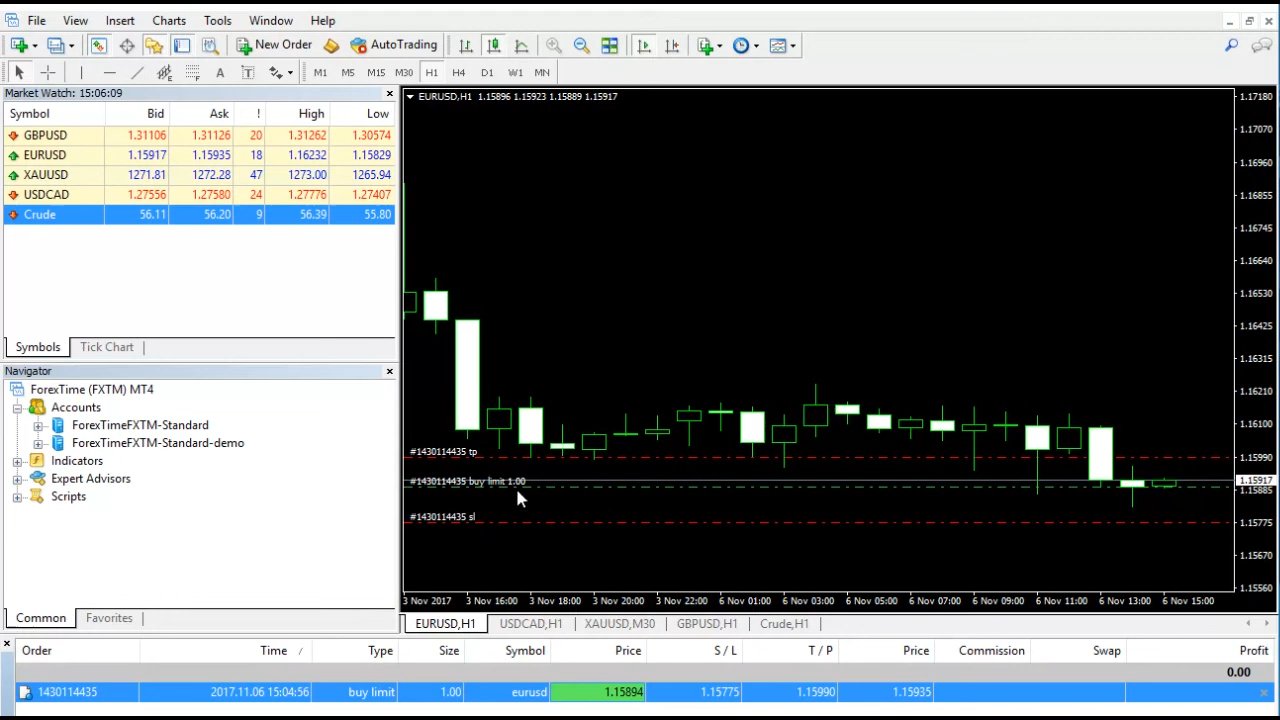 File View Insert Charts Tools Window Help
New Order AutoTrading
A T M1 M5 M15 M30 H1 H4 D1 W1 MN
Market Watch: 15:06:09
Symbol Bid Ask ! High Low
GBPUSD 1.31106 1.31126 20 1.31262 1.30574
EURUSD 1.15917 1.15935 18 1.16232 1.15829
XAUUSD 1271.81 1272.28 47 1273.00 1265.94
USDCAD 1.27556 1.27580 24 1.27776 1.27407
Crude 56.11 56.20 9 56.39 55.80
Symbols Tick Chart
Navigator
ForexTime (FXTM) MT4
Accounts
ForexTimeFXTM-Standard
ForexTimeFXTM-Standard-demo
Indicators
Expert Advisors
Scripts
Common Favorites
EURUSD,H1 1.15896 1.15923 1.15889 1.15917
1.17180
1.17070
1.16960
1.16855
1.16745
1.16640
1.16530
1.16425
1.16315
1.16210
1.16100
1.15990
1.15917
1.15885
1.15775
1.15670
1.15560
#1430114435 tp
#1430114435 buy limit 1.00
#1430114435 sl
3 Nov 2017 3 Nov 16:00 3 Nov 18:00 3 Nov 20:00 3 Nov 22:00 6 Nov 01:00 6 Nov 03:00 6 Nov 05:00 6 Nov 07:00 6 Nov 09:00 6 Nov 11:00 6 Nov 13:00 6 Nov 15:00
EURUSD,H1 USDCAD,H1 XAUUSD,M30 GBPUSD,H1 Crude,H1
Order Time / Type Size Symbol Price S / L T / P Price Commission Swap Profit
0.00
1430114435 2017.11.06 15:04:56 buy limit 1.00 eurusd 1.15894 1.15775 1.15990 1.15935